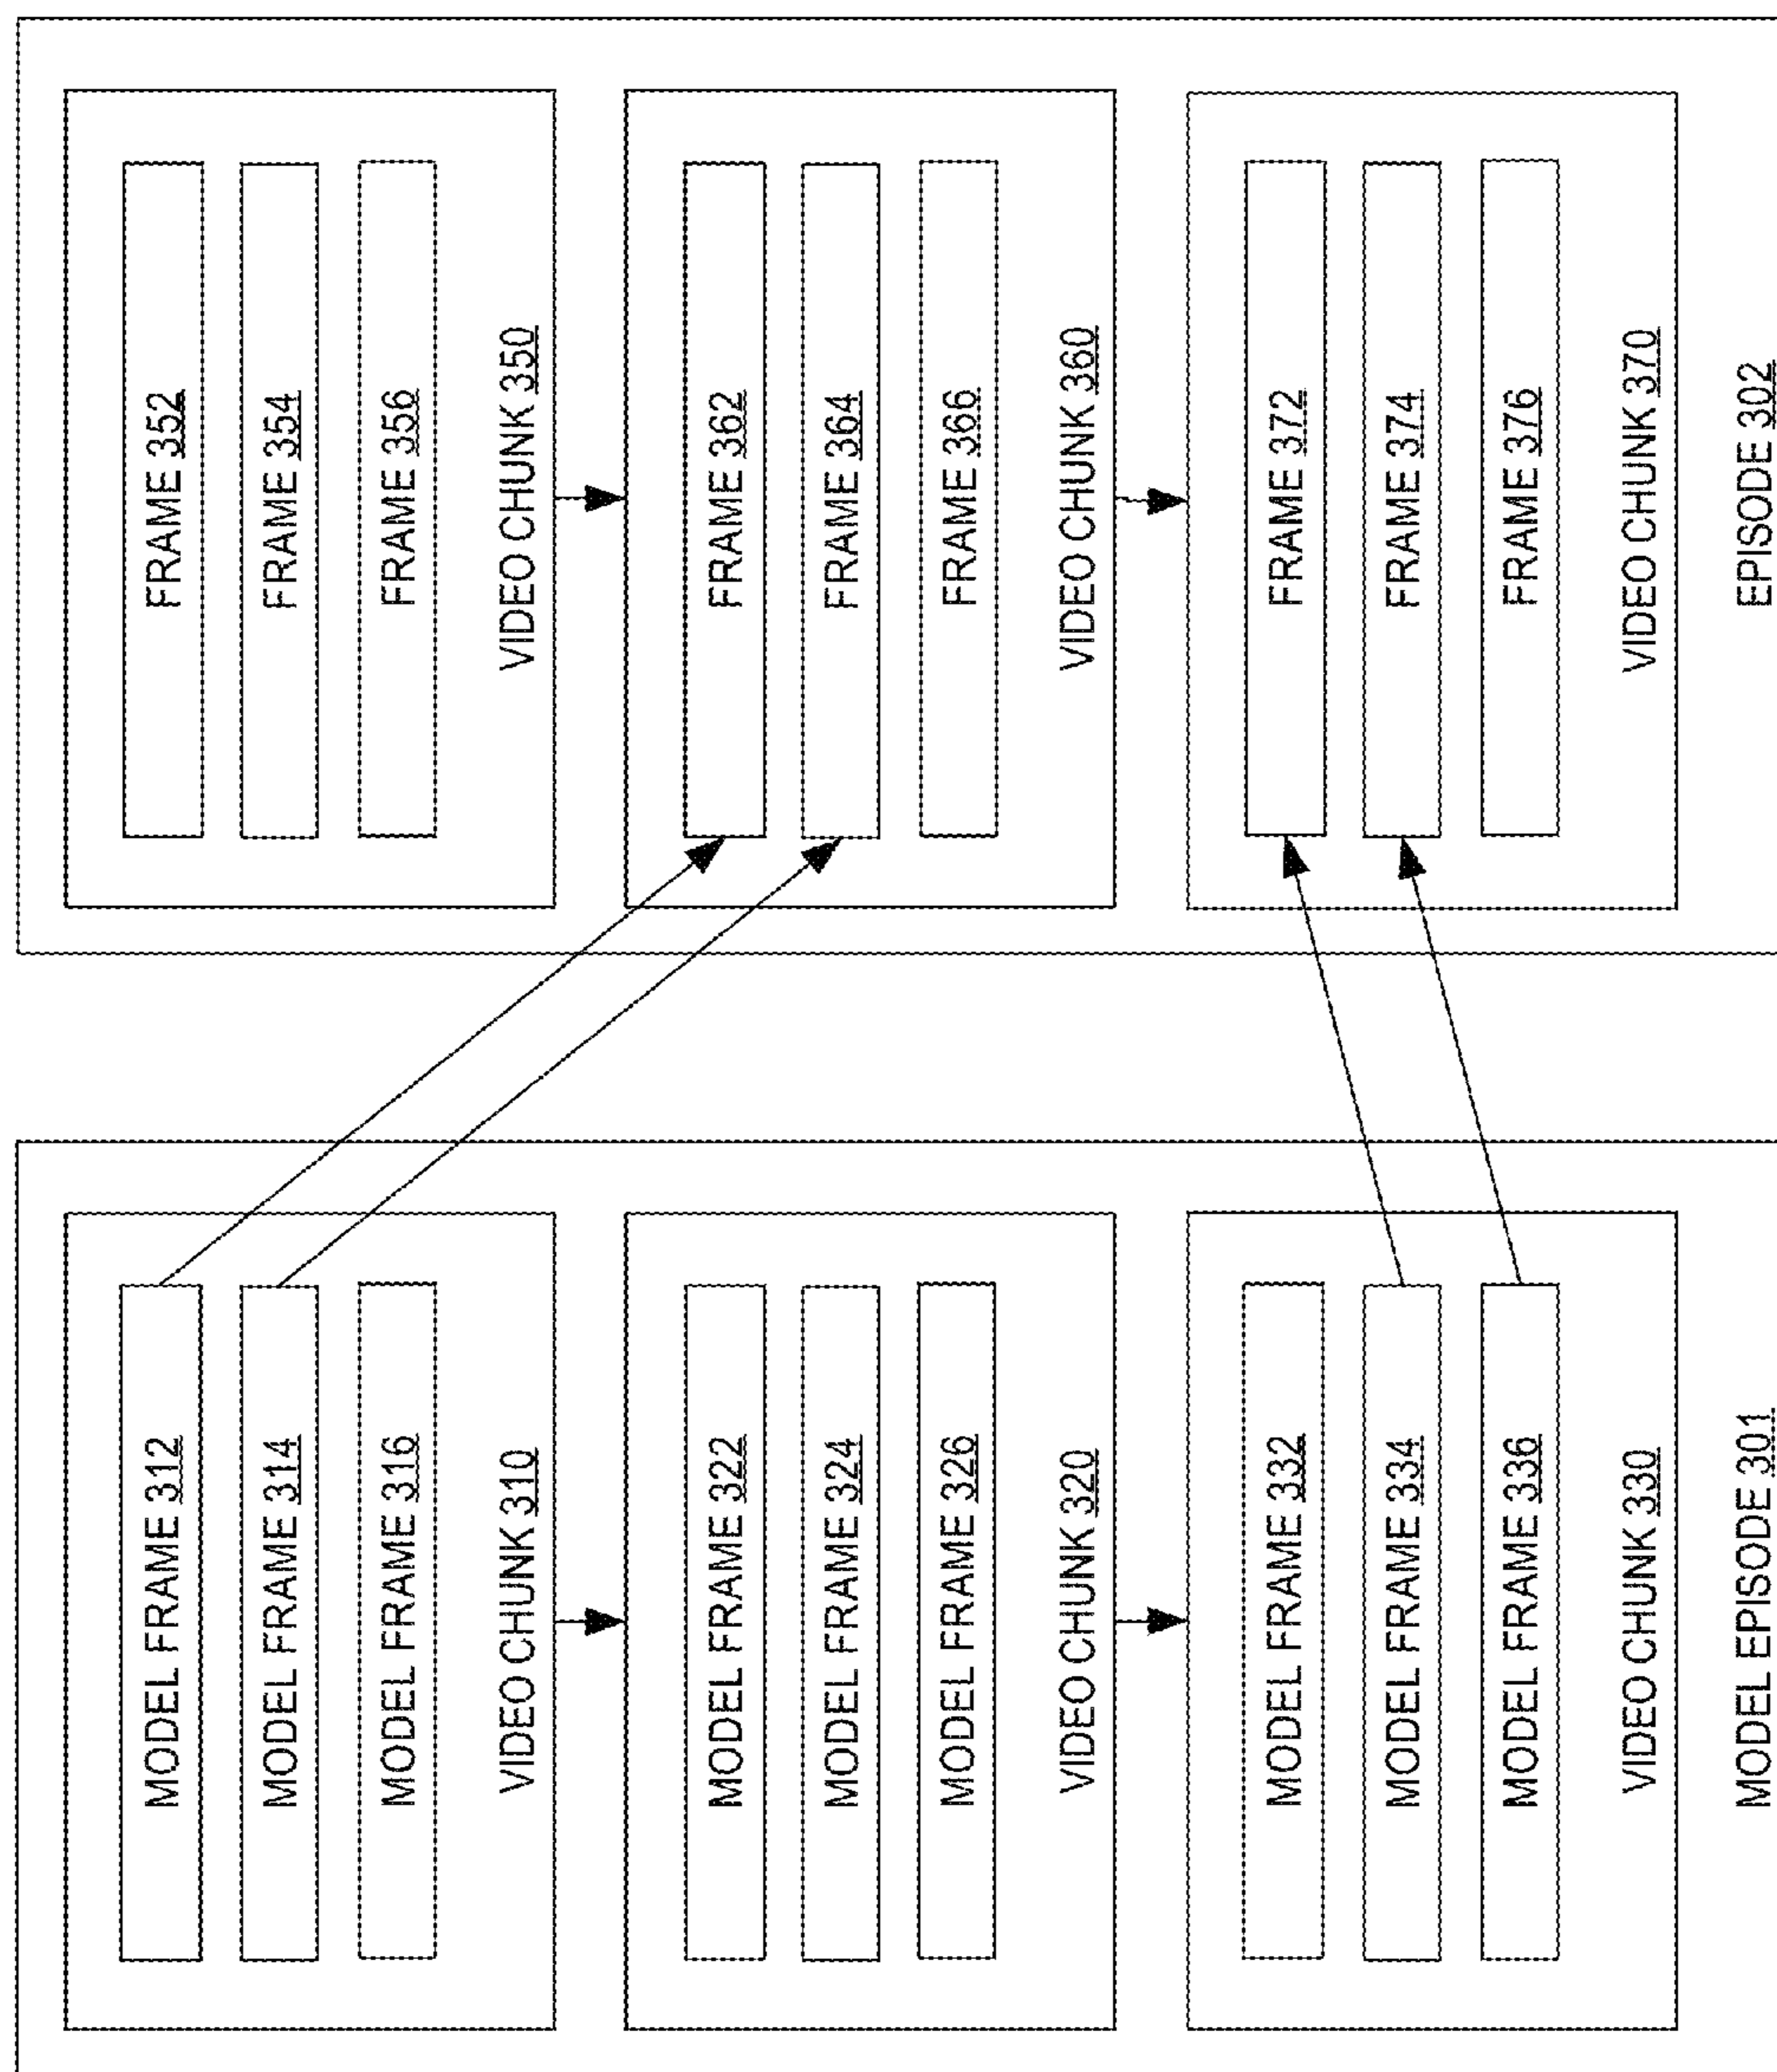 MODEL FRAME 312
MODEL FRAME 314
MODEL FRAME 316
VIDEO CHUNK 310
MODEL FRAME 322
MODEL FRAME 324
MODEL FRAME 326
VIDEO CHUNK 320
MODEL FRAME 332
MODEL FRAME 334
MODEL FRAME 336
VIDEO CHUNK 330
MODEL EPISODE 301
FRAME 352
FRAME 354
FRAME 356
VIDEO CHUNK 350
FRAME 362
FRAME 364
FRAME 366
VIDEO CHUNK 360
FRAME 372
FRAME 374
FRAME 376
VIDEO CHUNK 370
EPISODE 302